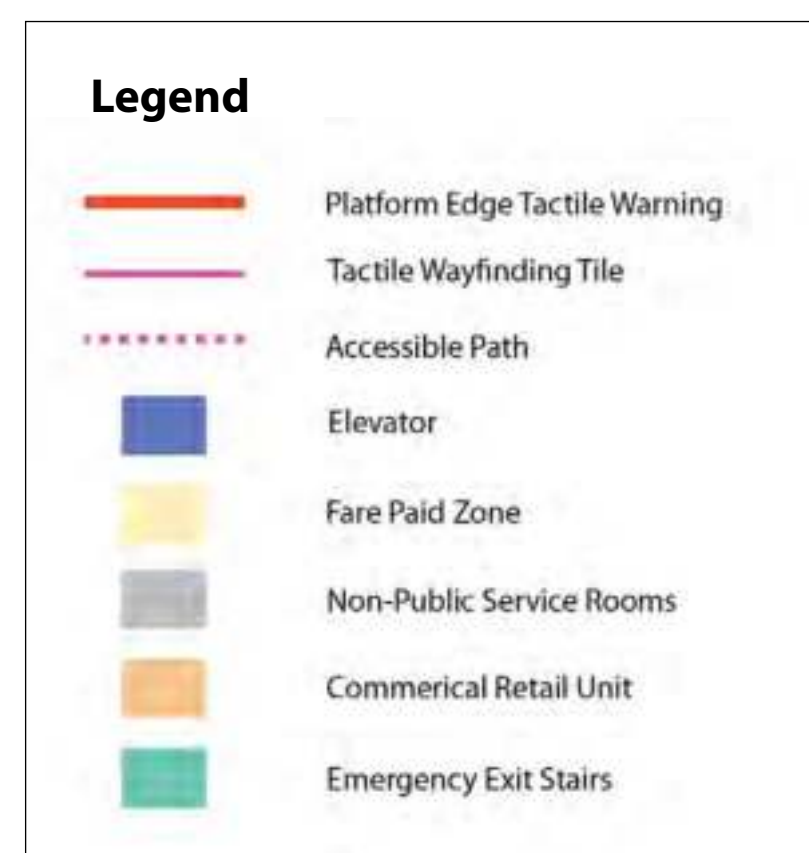 Legend
Platform Edge Tactile Warning
Tactile Wayfinding Tile
Accessible Path
Elevator
Fare Paid Zone
Non-Public Service Rooms
Commerical Retail Unit
Emergency Exit Stairs